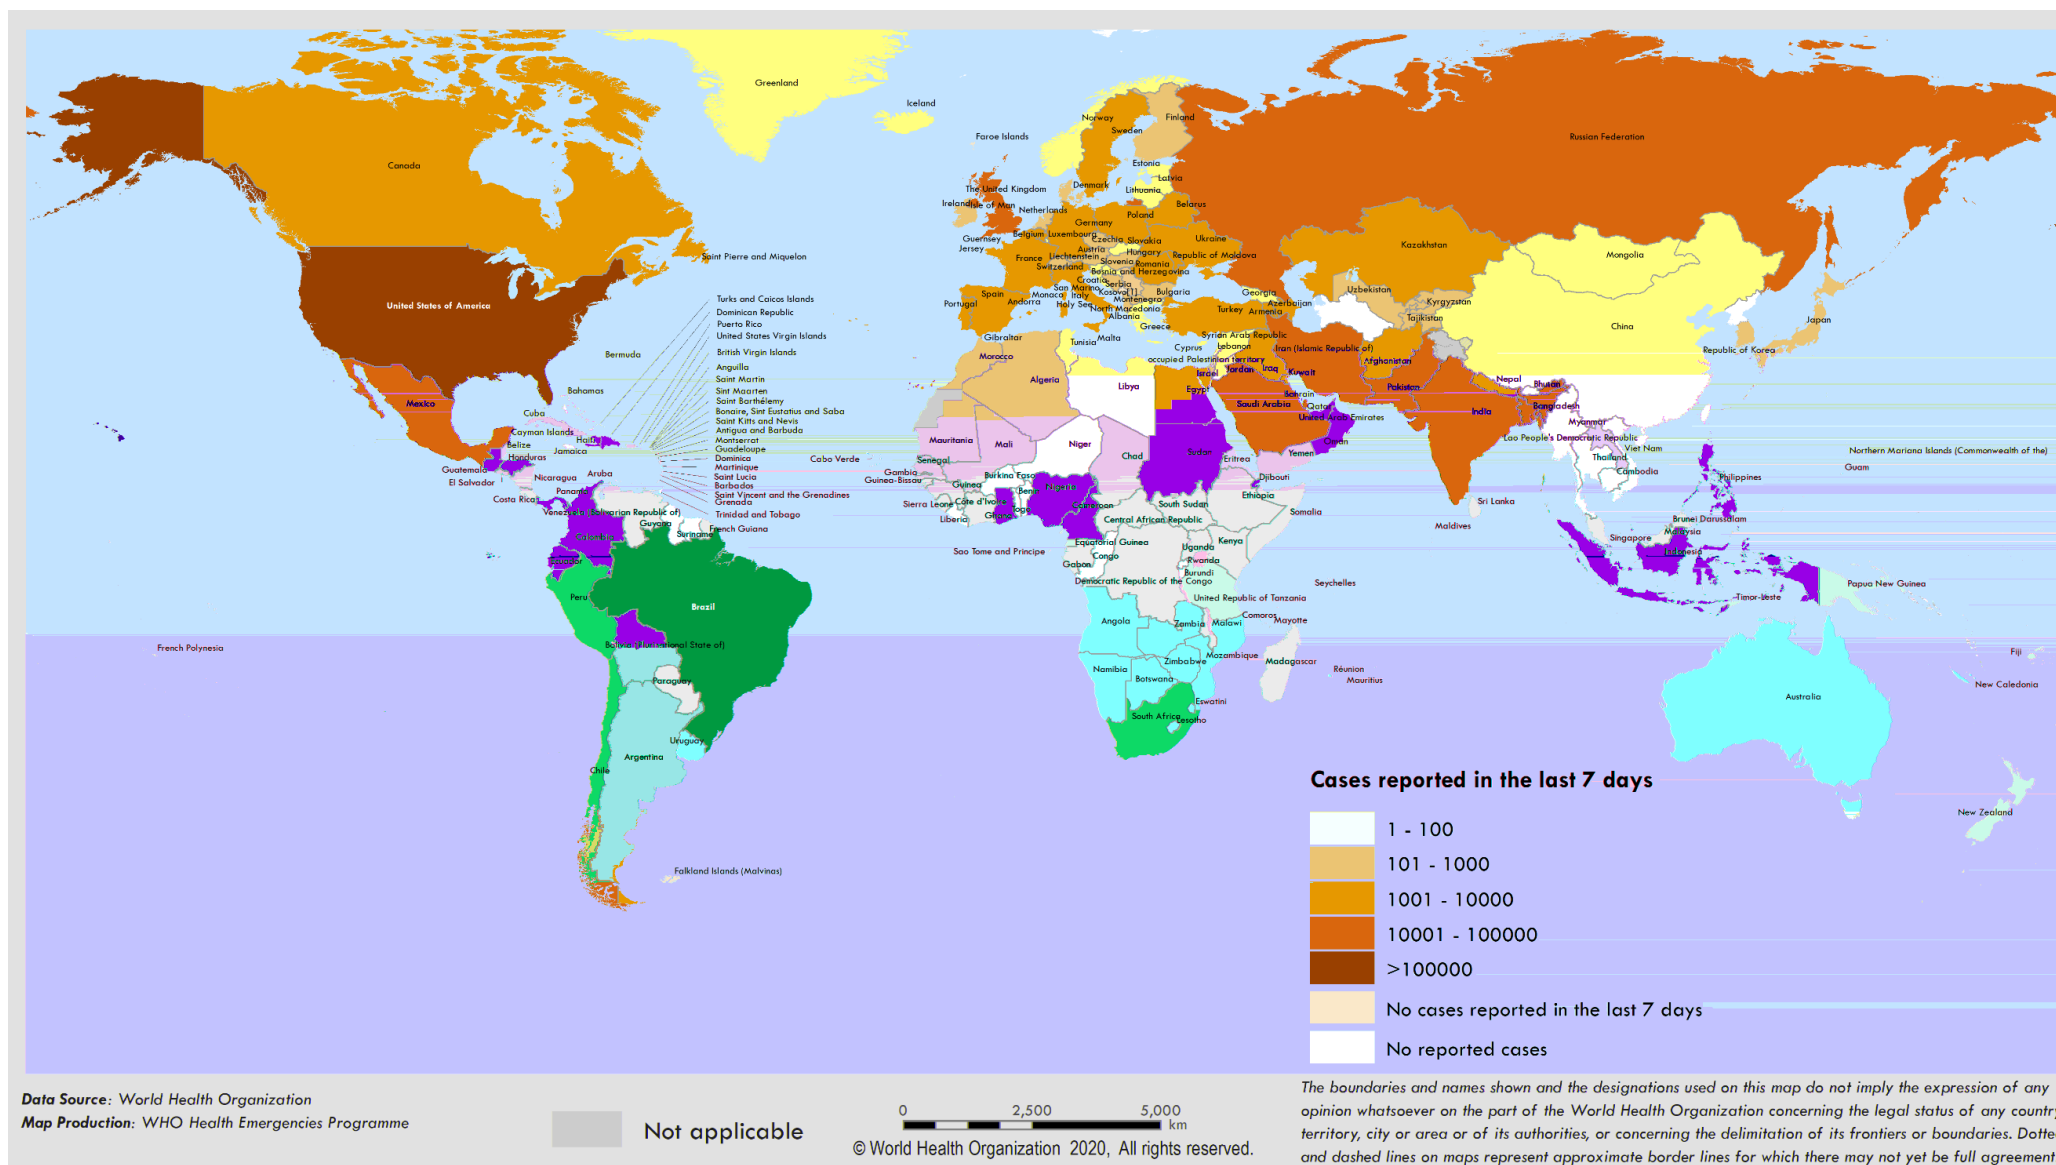 Greenland
Iceland
Faroe Islands
Norway
Sweden
Finland
Russian Federation
Canada
Estonia
Latvia
Lithuania
Denmark
The United Kingdom
Ireland
Isle of Man
Netherlands
Belarus
Poland
Germany
Guernsey
Jersey
Belgium
Luxembourg
Czechia
Slovakia
Ukraine
Kazakhstan
Mongolia
Austria
Hungary
France
Liechtenstein
Republic of Moldova
Switzerland
Slovenia
Romania
Bosnia and Herzegovina
Croatia
Saint Pierre and Miquelon
San Marino
Serbia
Kosovo[1]
Bulgaria
Georgia
Uzbekistan
Kyrgyzstan
Spain
Andorra
Monaco
Italy
Montenegro
Portugal
Holy See
North Macedonia
Albania
Azerbaijan
Turkey
Armenia
Tajikistan
China
Japan
United States of America
Turks and Caicos Islands
Dominican Republic
Puerto Rico
United States Virgin Islands
British Virgin Islands
Anguilla
Saint Martin
Sint Maarten
Saint Barthélemy
Bonaire, Sint Eustatius and Saba
Saint Kitts and Nevis
Antigua and Barbuda
Montserrat
Guadeloupe
Dominica
Martinique
Saint Lucia
Barbados
Saint Vincent and the Grenadines
Grenada
Trinidad and Tobago
Greece
Gibraltar
Tunisia
Malta
Cyprus
Syrian Arab Republic
Lebanon
Iran (Islamic Republic of)
Republic of Korea
Bermuda
Morocco
occupied Palestinian territory
Afghanistan
Israel
Jordan
Iraq
Kuwait
Algeria
Libya
Egypt
Pakistan
Nepal
Bhutan
Bahamas
Mexico
Bahrain
Saudi Arabia
Qatar
United Arab Emirates
India
Bangladesh
Myanmar
Cuba
Cayman Islands
Haiti
Belize
Jamaica
Honduras
Guatemala
El Salvador
Nicaragua
Aruba
Costa Rica
Panama
Cabo Verde
Mauritania
Mali
Niger
Chad
Sudan
Oman
Yemen
Eritrea
Lao People's Democratic Republic
Viet Nam
Thailand
Cambodia
Philippines
Northern Mariana Islands (Commonwealth of the)
Guam
Senegal
Gambia
Guinea-Bissau
Burkina Faso
Guinea
Benin
Nigeria
Djibouti
Sierra Leone
Côte d'Ivoire
Ghana
Togo
Liberia
Cameroon
Ethiopia
South Sudan
Somalia
Central African Republic
Sri Lanka
Maldives
Brunei Darussalam
Malaysia
Singapore
Indonesia
Venezuela (Bolivarian Republic of)
Guyana
Suriname
French Guiana
Colombia
Ecuador
Sao Tome and Principe
Equatorial Guinea
Congo
Gabon
Uganda
Kenya
Rwanda
Burundi
Democratic Republic of the Congo
Seychelles
United Republic of Tanzania
Papua New Guinea
Timor-Leste
Peru
Brazil
Bolivia (Plurinational State of)
Paraguay
Angola
Zambia
Malawi
Comoros
Mayotte
Mozambique
Madagascar
Zimbabwe
Namibia
Botswana
Réunion
Mauritius
Eswatini
South Africa
Lesotho
French Polynesia
Fiji
New Caledonia
Australia
New Zealand
Uruguay
Argentina
Chile
Falkland Islands (Malvinas)
Cases reported in the last 7 days
1 - 100
101 - 1000
1001 - 10000
10001 - 100000
>100000
No cases reported in the last 7 days
No reported cases
Data Source: World Health Organization
Map Production: WHO Health Emergencies Programme
Not applicable
0 2,500 5,000
km
© World Health Organization 2020, All rights reserved.
The boundaries and names shown and the designations used on this map do not imply the expression of any
opinion whatsoever on the part of the World Health Organization concerning the legal status of any country
territory, city or area or of its authorities, or concerning the delimitation of its frontiers or boundaries. Dotte
and dashed lines on maps represent approximate border lines for which there may not yet be full agreement